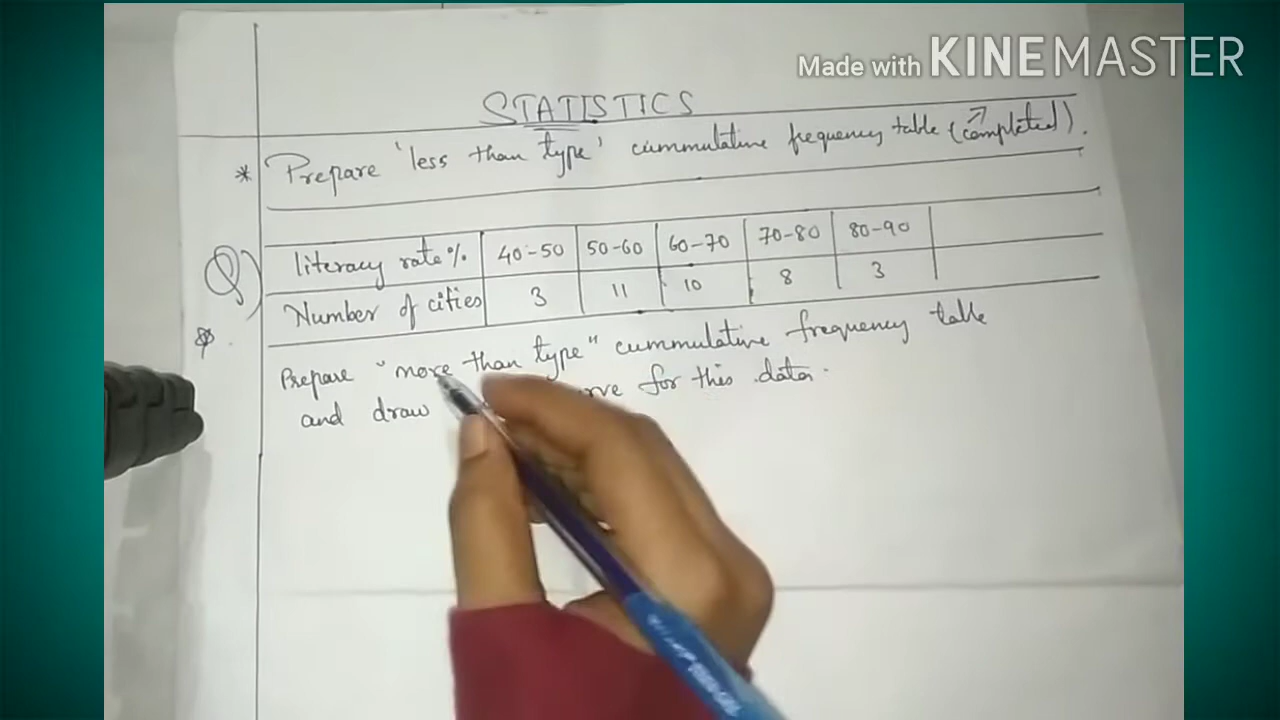 Made with KINEMASTER
STATISTICS
* Prepare 'less than type' cummulative frequency table (completed).
Q) literacy rate % 40-50 50-60 60-70 70-80 80-90
Number of cities 3 11 10 8 3
* Prepare "more than type" cummulative frequency table
and draw for this data.